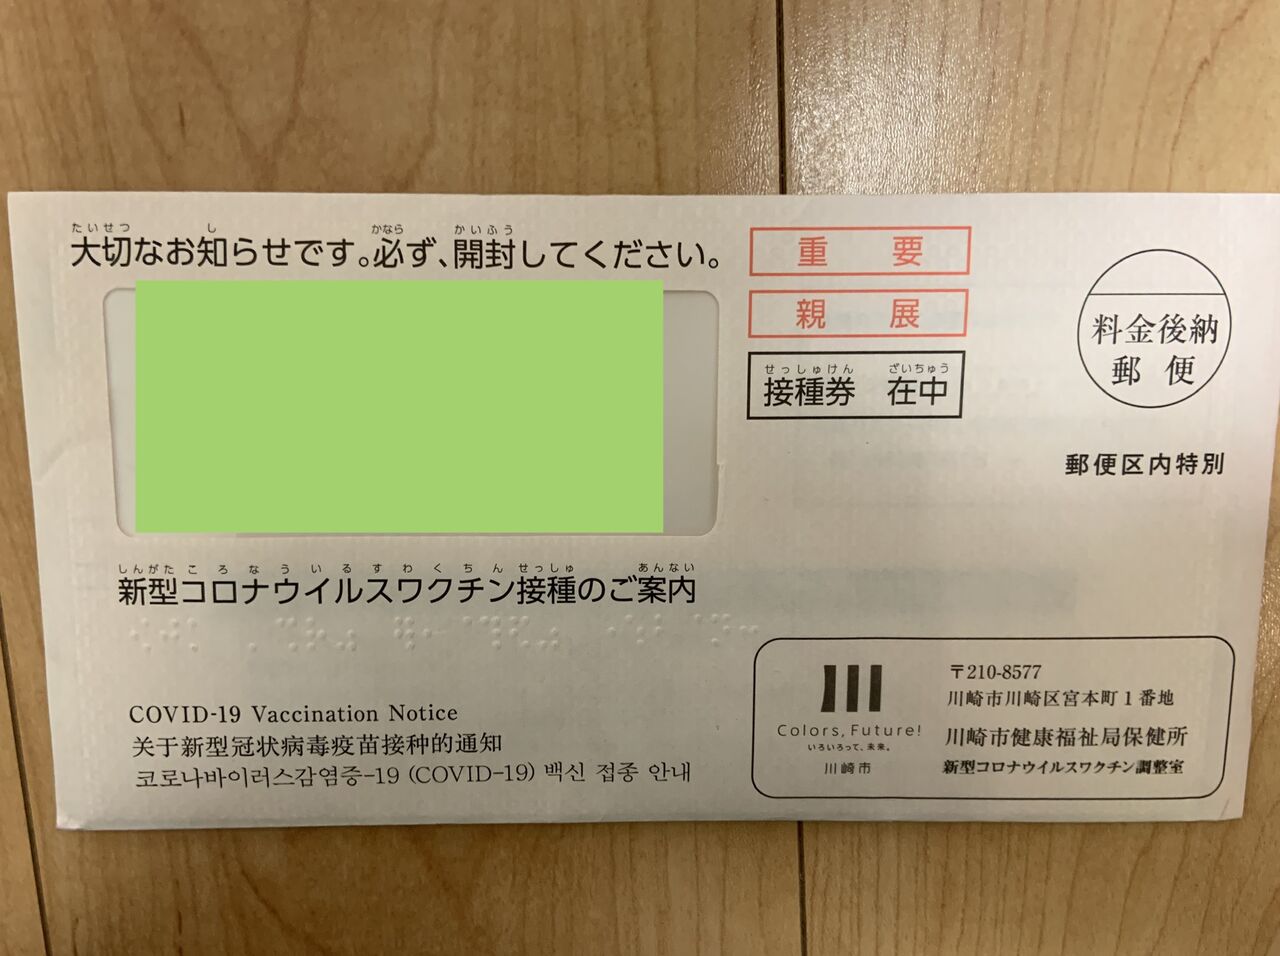 たいせつ し かなら かいふう
大切なお知らせです。必ず、開封してください。
重要
親展
せっしゅけん ざいちゅう
接種券 在中
料金後納
郵便
郵便区内特別
しんがたころなういるすわくちんせっしゅ あんない
新型コロナウイルスワクチン接種のご案内
COVID-19 Vaccination Notice
关于新型冠状病毒疫苗接种的通知
코로나바이러스감염증-19 (COVID-19) 백신 접종 안내
Colors, Future!
いろいろって、未来。
川崎市
〒210-8577
川崎市川崎区宮本町1番地
川崎市健康福祉局保健所
新型コロナウイルスワクチン調整室